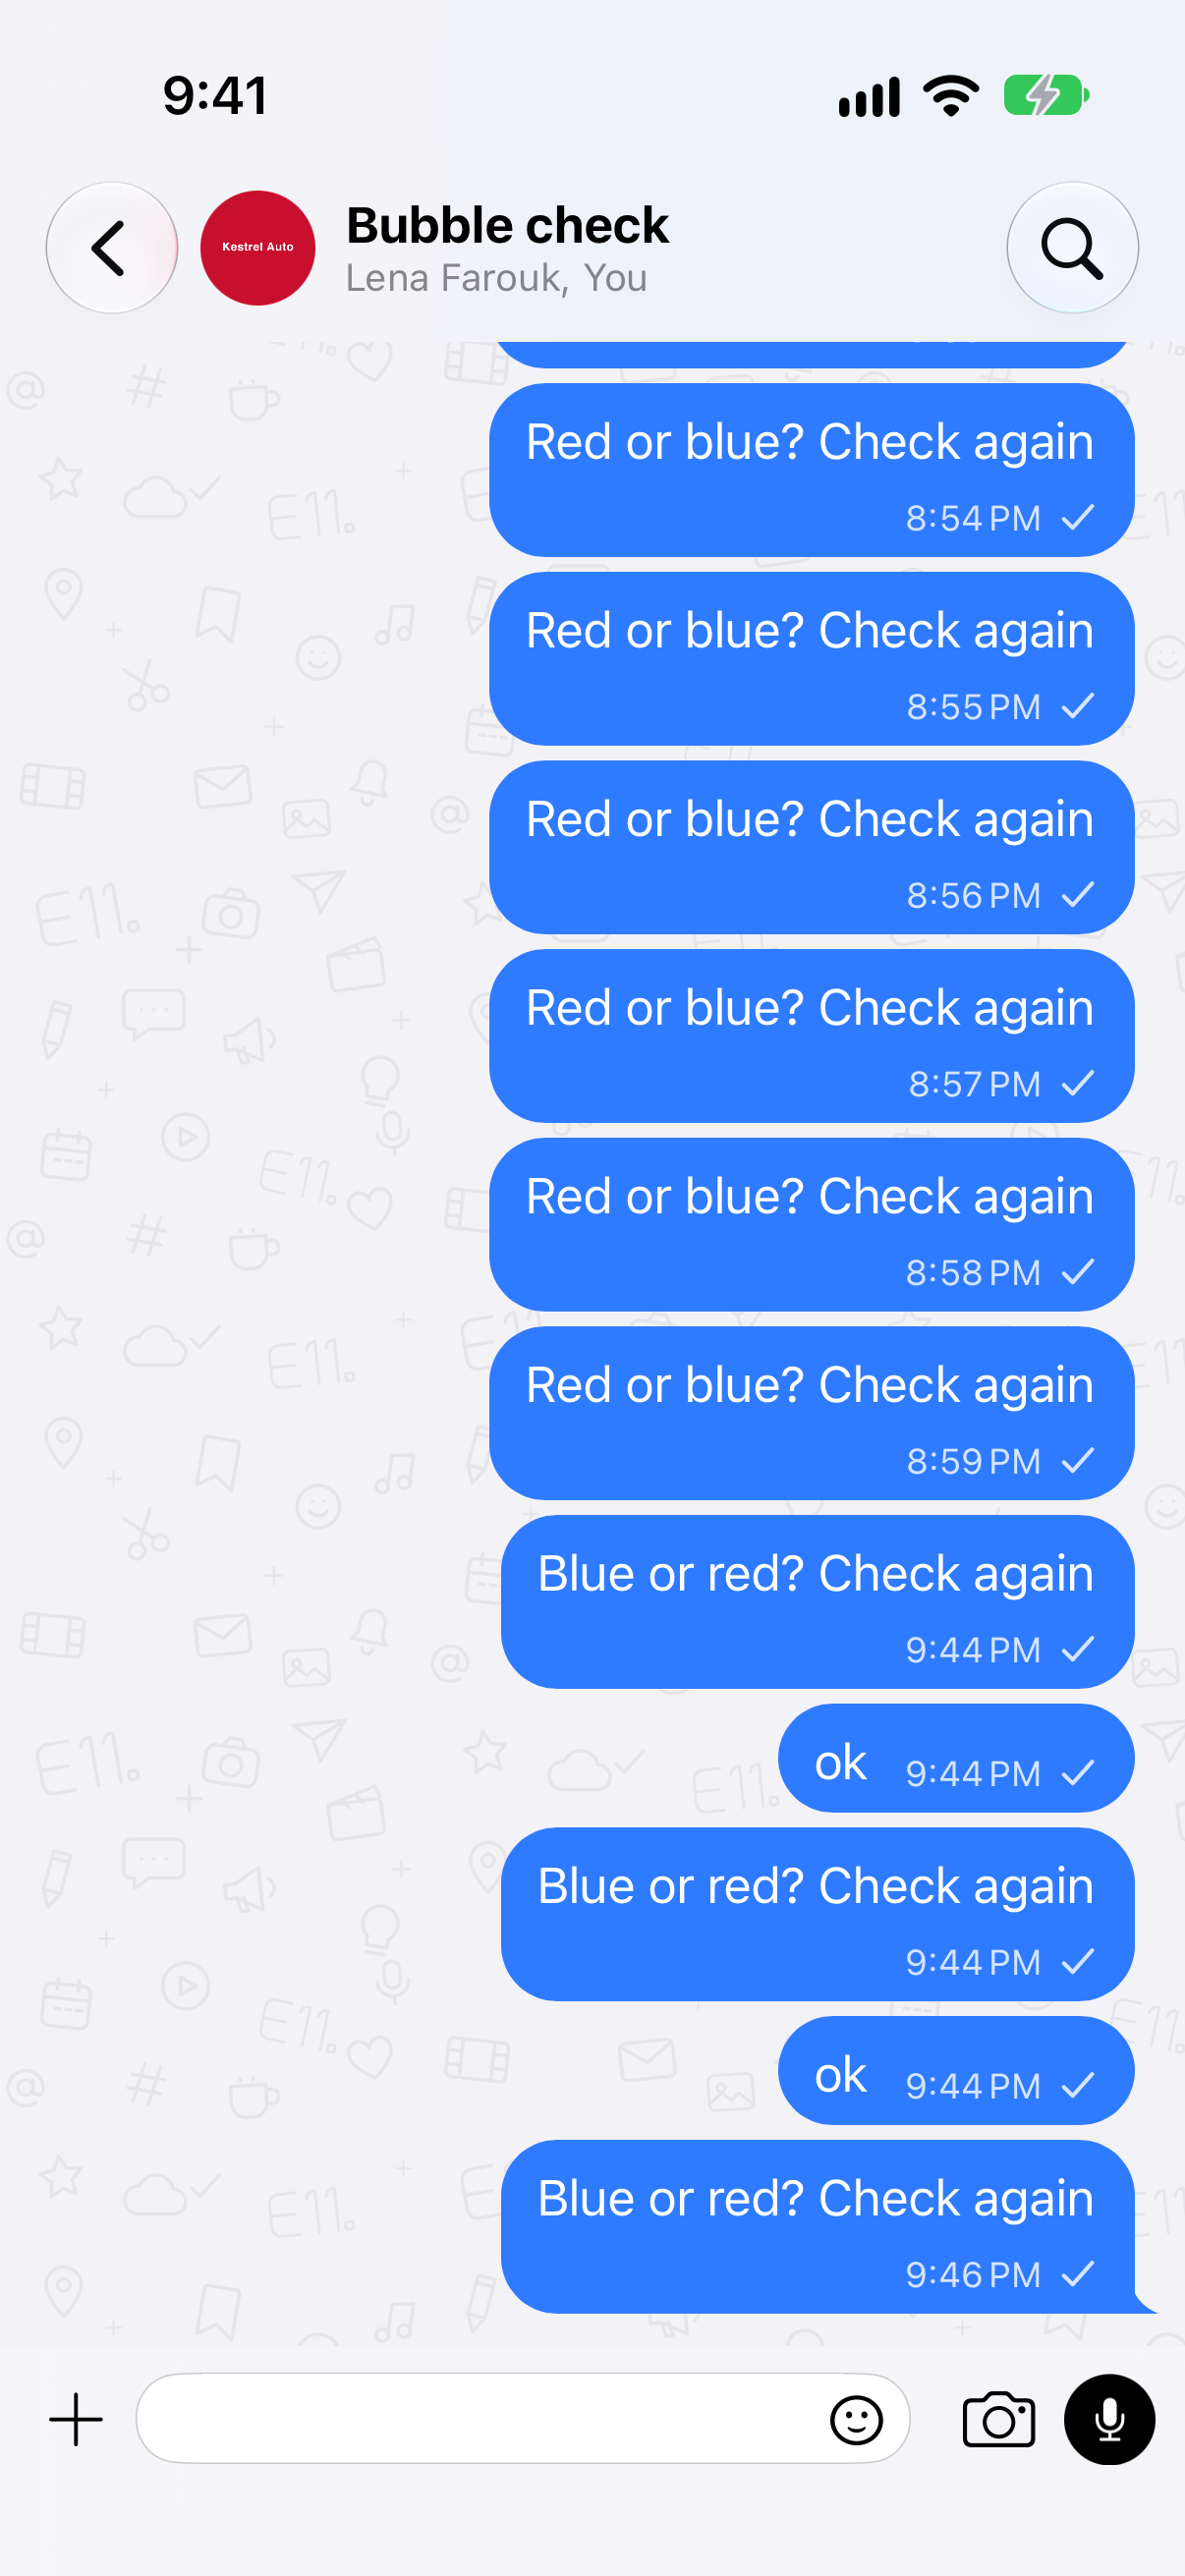 9:41
Kestrel Auto
Bubble check
Lena Farouk, You
Red or blue? Check again
8:54 PM
Red or blue? Check again
8:55 PM
Red or blue? Check again
8:56 PM
Red or blue? Check again
8:57 PM
Red or blue? Check again
8:58 PM
Red or blue? Check again
8:59 PM
Blue or red? Check again
9:44 PM
ok 9:44 PM
Blue or red? Check again
9:44 PM
ok 9:44 PM
Blue or red? Check again
9:46 PM